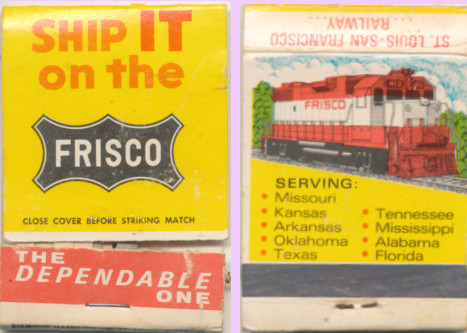 SHIP IT
on the
FRISCO
CLOSE COVER BEFORE STRIKING MATCH
THE
DEPENDABLE
ONE
ST. LOUIS-SAN FRANCISCO
RAILWAY...
FRISCO
SERVING:
• Missouri
• Kansas
• Arkansas
• Oklahoma
• Texas
• Tennessee
• Mississippi
• Alabama
• Florida